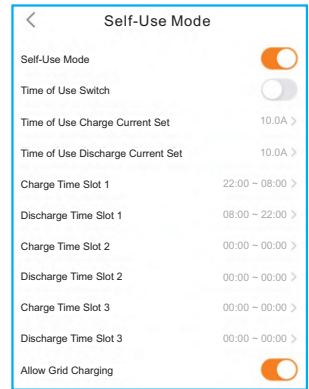 Self-Use Mode
Self-Use Mode
Time of Use Switch
Time of Use Charge Current Set 10.0A >
Time of Use Discharge Current Set 10.0A >
Charge Time Slot 1 22:00 ~ 08:00 >
Discharge Time Slot 1 08:00 ~ 22:00 >
Charge Time Slot 2 00:00 ~ 00:00 >
Discharge Time Slot 2 00:00 ~ 00:00 >
Charge Time Slot 3 00:00 ~ 00:00 >
Discharge Time Slot 3 00:00 ~ 00:00 >
Allow Grid Charging